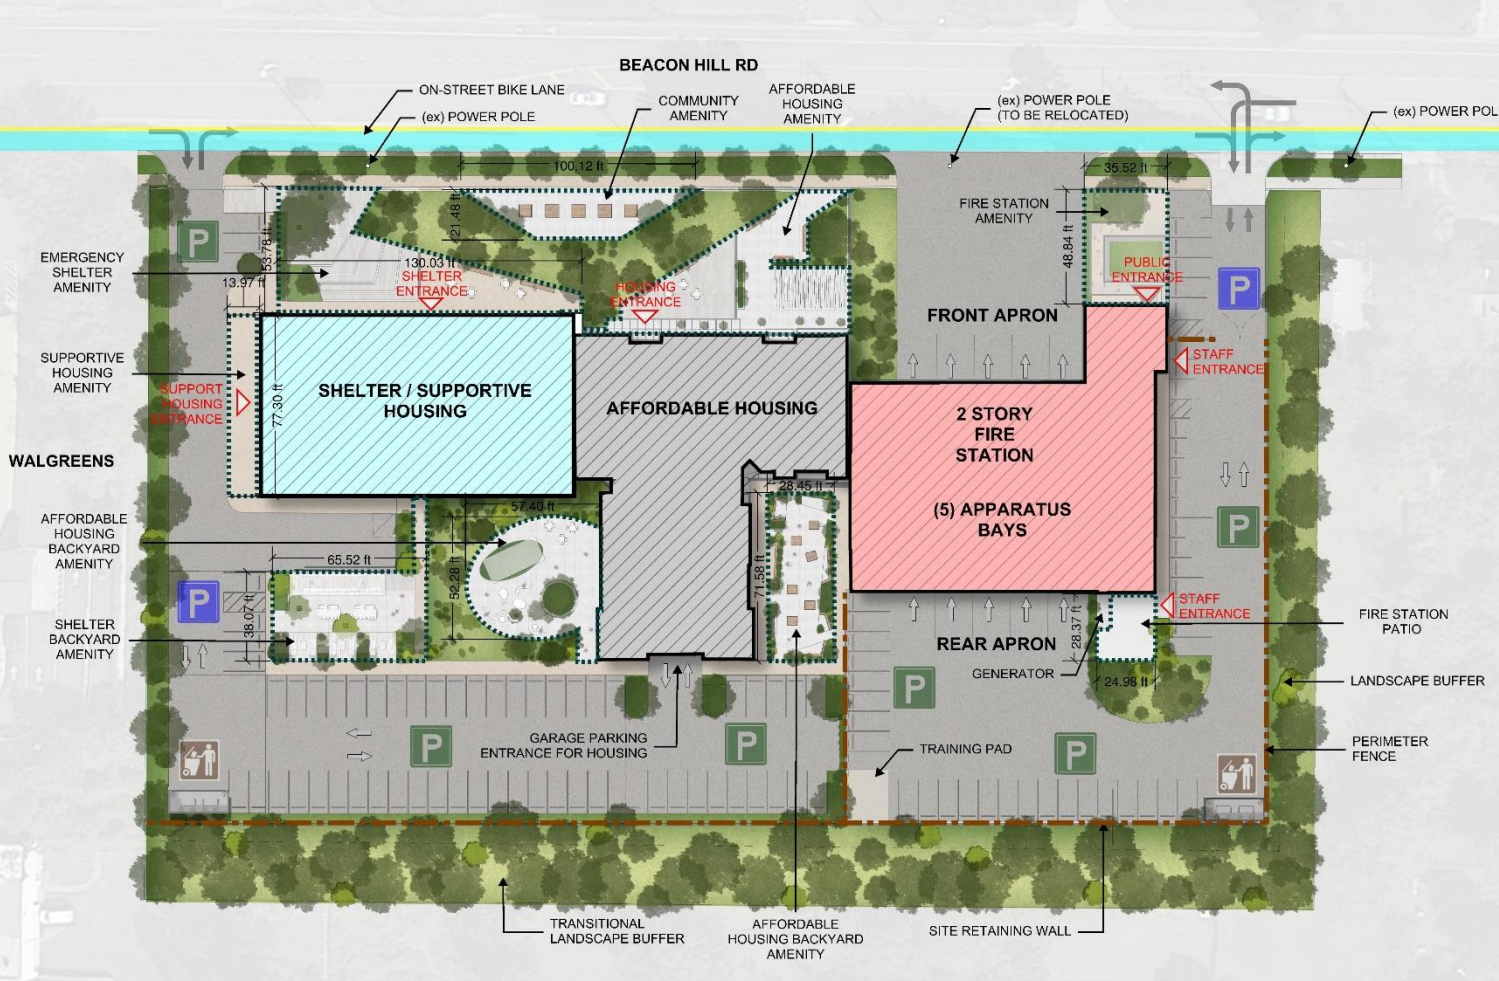 BEACON HILL RD
ON-STREET BIKE LANE
(ex) POWER POLE
COMMUNITY
AMENITY
AFFORDABLE
HOUSING
AMENITY
(ex) POWER POLE
(TO BE RELOCATED)
(ex) POWER POL
100.12 ft
35.52 ft
21.48 ft
53.78 ft
130.03 ft
13.97 ft
48.84 ft
P
EMERGENCY
SHELTER
AMENITY
SHELTER
ENTRANCE
HOUSING
ENTRANCE
FIRE STATION
AMENITY
PUBLIC
ENTRANCE
P
FRONT APRON
SUPPORTIVE
HOUSING
AMENITY
SUPPORT
HOUSING
ENTRANCE
77.30 ft
SHELTER / SUPPORTIVE
HOUSING
AFFORDABLE HOUSING
2 STORY
FIRE
STATION
(5) APPARATUS
BAYS
STAFF
ENTRANCE
WALGREENS
AFFORDABLE
HOUSING
BACKYARD
AMENITY
57.40 ft
28.45 ft
65.52 ft
52.28 ft
71.58 ft
38.07 ft
P
P
SHELTER
BACKYARD
AMENITY
REAR APRON
GENERATOR
28.37 ft
24.98 ft
STAFF
ENTRANCE
FIRE STATION
PATIO
LANDSCAPE BUFFER
P
P
P
P
GARAGE PARKING
ENTRANCE FOR HOUSING
TRAINING PAD
PERIMETER
FENCE
TRANSITIONAL
LANDSCAPE BUFFER
AFFORDABLE
HOUSING BACKYARD
AMENITY
SITE RETAINING WALL